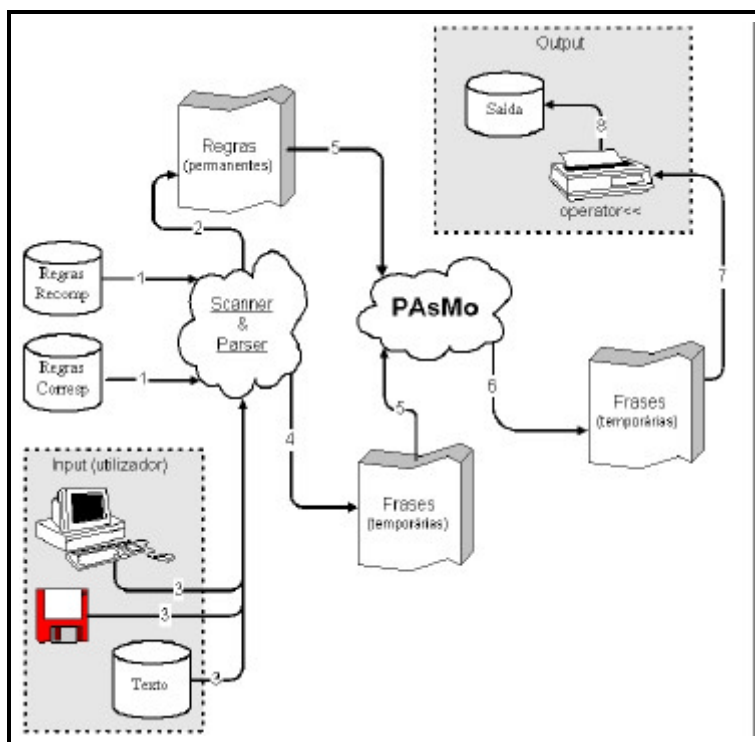 Output
Saída
8
operator<<
Regras
(permanentes)
5
2
7
Regras
Recomp
1
Scanner
&
Parser
PAsMo
Regras
Corresp
1
6
5
Frases
(temporárias)
4
Input (utilizador)
Frases
(temporárias)
3
3
Texto
3